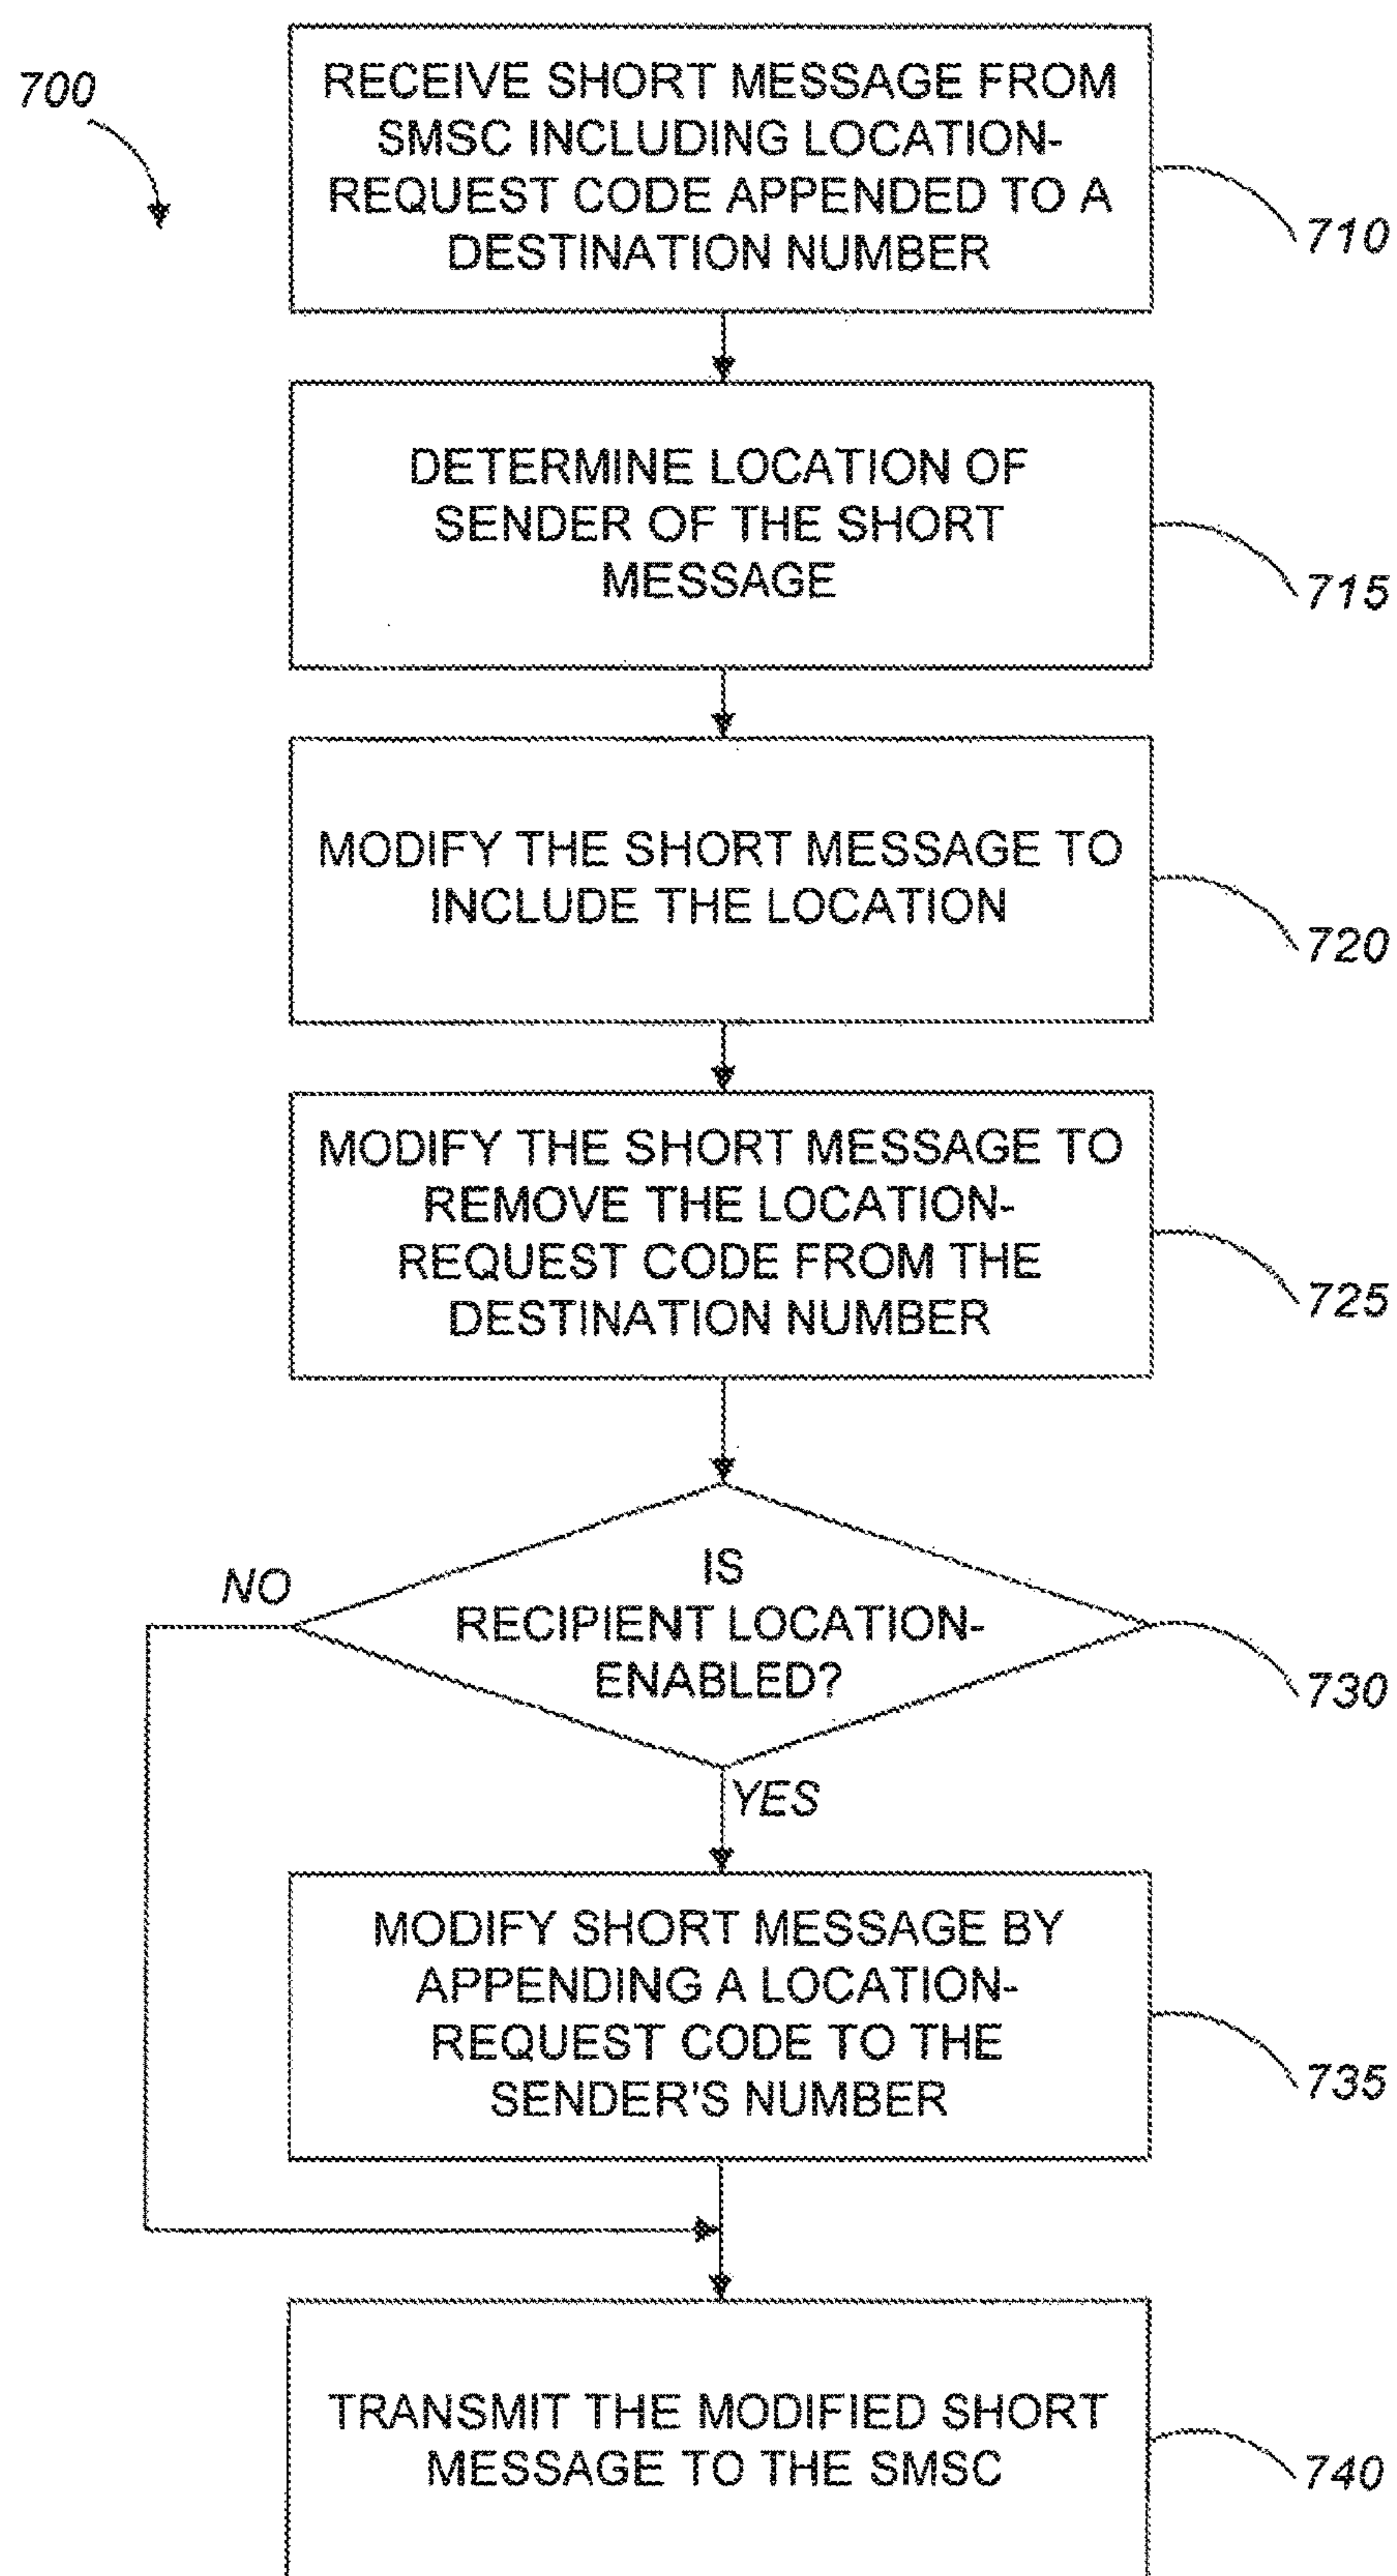 700
RECEIVE SHORT MESSAGE FROM
SMSC INCLUDING LOCATION-
REQUEST CODE APPENDED TO A
DESTINATION NUMBER
710
DETERMINE LOCATION OF
SENDER OF THE SHORT
MESSAGE
715
MODIFY THE SHORT MESSAGE TO
INCLUDE THE LOCATION
720
MODIFY THE SHORT MESSAGE TO
REMOVE THE LOCATION-
REQUEST CODE FROM THE
DESTINATION NUMBER
725
NO
IS
RECIPIENT LOCATION-
ENABLED?
730
YES
MODIFY SHORT MESSAGE BY
APPENDING A LOCATION-
REQUEST CODE TO THE
SENDER'S NUMBER
735
TRANSMIT THE MODIFIED SHORT
MESSAGE TO THE SMSC
740